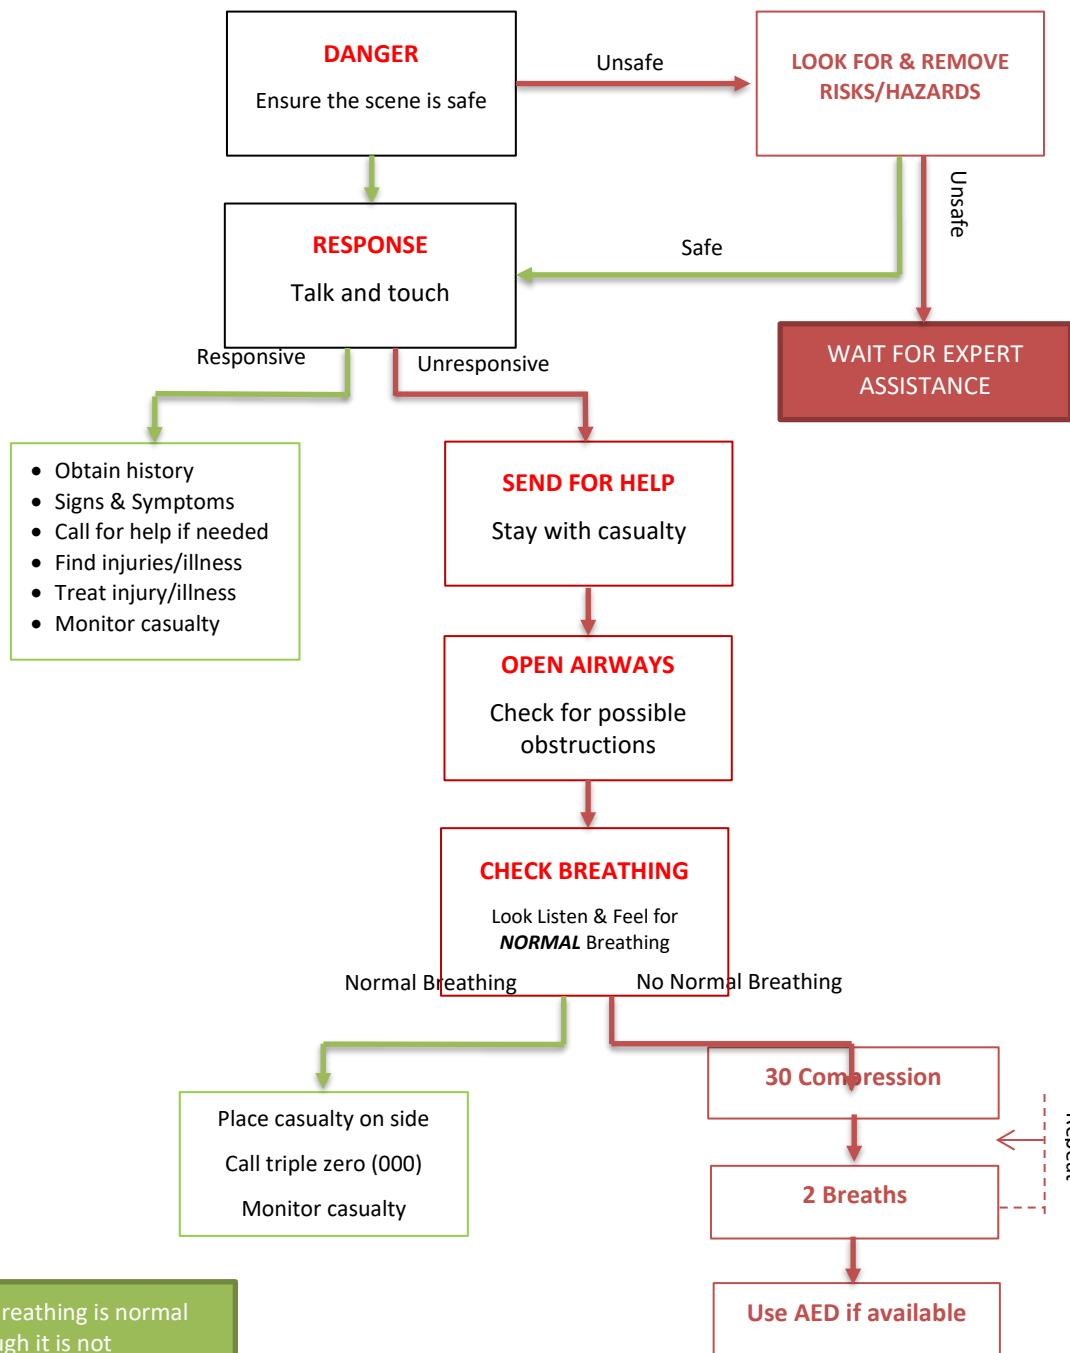 DANGER
Ensure the scene is safe
Unsafe
LOOK FOR & REMOVE
RISKS/HAZARDS
Unsafe
Safe
RESPONSE
Talk and touch
WAIT FOR EXPERT
ASSISTANCE
Responsive
Unresponsive
• Obtain history
• Signs & Symptoms
• Call for help if needed
• Find injuries/illness
• Treat injury/illness
• Monitor casualty
SEND FOR HELP
Stay with casualty
OPEN AIRWAYS
Check for possible
obstructions
CHECK BREATHING
Look Listen & Feel for
NORMAL Breathing
Normal Breathing
No Normal Breathing
Place casualty on side
Call triple zero (000)
Monitor casualty
30 Compression
Repeat
2 Breaths
Use AED if available
is normal
it is not